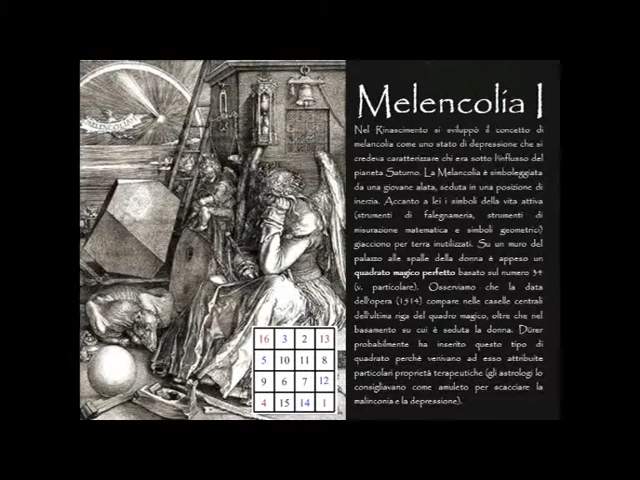 MELENCOLIA I
Melencolia I
Nel Rinascimento si sviluppò il concetto di
melancolia come uno stato di depressione che si
credeva caratterizzare chi era sotto l'influsso del
pianeta Saturno. La Melancolia è simboleggiata
da una giovane alata, seduta in una posizione di
inerzia. Accanto a lei i simboli della vita attiva
(strumenti di falegnameria, strumenti di
misurazione matematica e simboli geometrici)
giacciono per terra inutilizzati. Su un muro del
palazzo alle spalle della donna è appeso un
quadrato magico perfetto basato sul numero 34
(v. particolare). Osserviamo che la data
dell'opera (1514) compare nelle caselle centrali
dell'ultima riga del quadro magico, oltre che nel
basamento su cui è seduta la donna. Dürer
probabilmente ha inserito questo tipo di
quadrato perchè venivano ad esso attribuite
particolari proprietà terapeutiche (gli astrologi lo
consigliavano come amuleto per scacciare la
malinconia e la depressione).
16 3 2 13
5 10 11 8
9 6 7 12
4 15 14 1